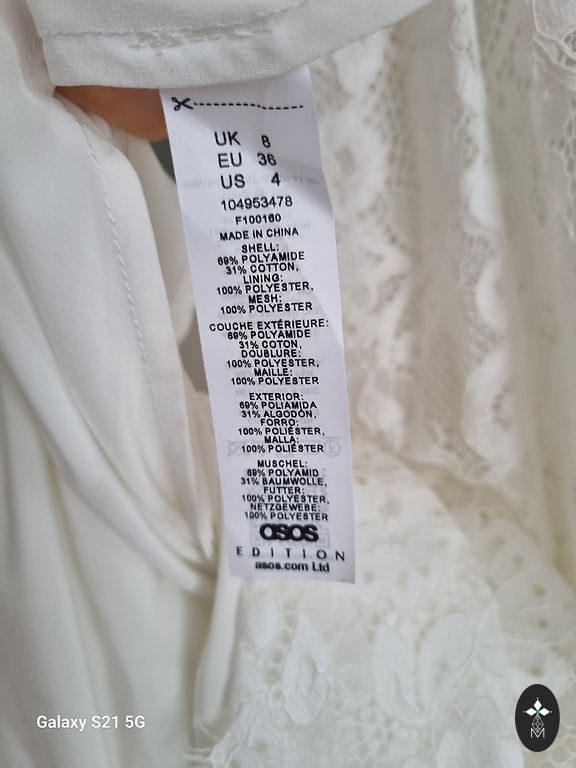 UK 8
EU 36
US 4
104953478
F100160
MADE IN CHINA
SHELL:
69% POLYAMIDE
31% COTTON,
LINING:
100% POLYESTER,
MESH:
100% POLYESTER
COUCHE EXTÉRIEURE:
69% POLYAMIDE
31% COTON,
DOUBLURE:
100% POLYESTER,
MAILLE:
100% POLYESTER
EXTERIOR:
69% POLIAMIDA
31% ALGODÓN,
FORRO:
100% POLIÉSTER,
MALLA:
100% POLIÉSTER
MUSCHEL:
69% POLYAMID
31% BAUMWOLLE,
FUTTER:
100% POLYESTER,
NETZGEWEBE:
100% POLYESTER
asos
EDITION
asos.com Ltd
Galaxy S21 5G
M